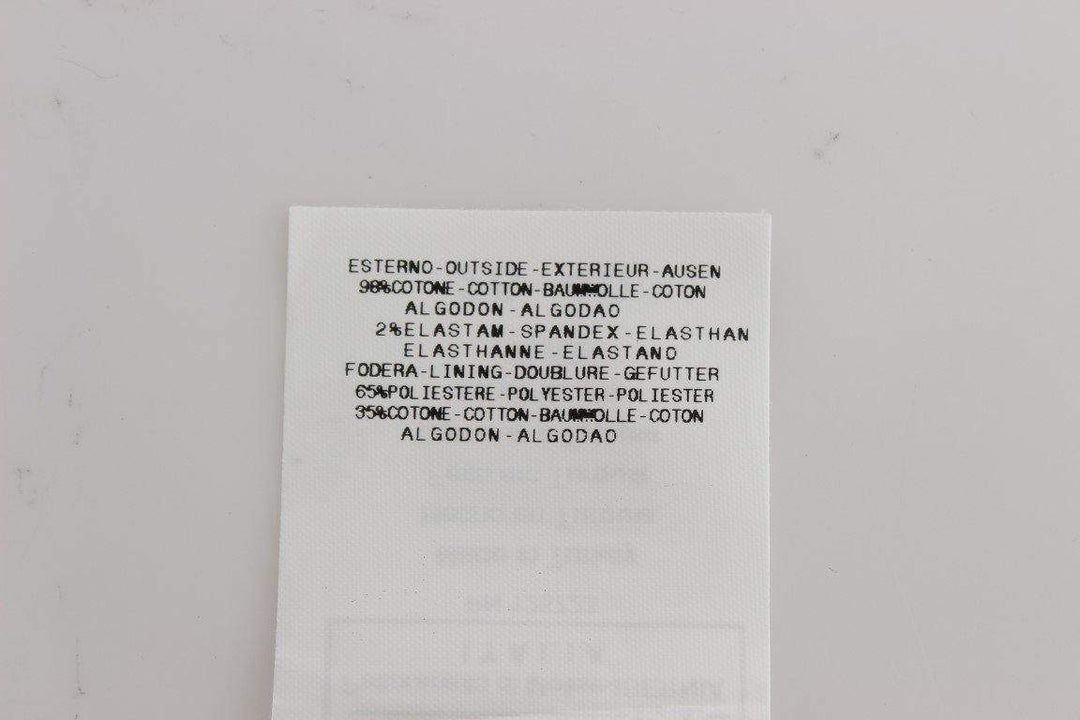 ESTERNO-OUTSIDE-EXTERIEUR-AUSEN
98%COTONE-COTTON-BAUMWOLLE-COTON
ALGODON-ALGODAO
2%ELASTAM-SPANDEX-ELASTHAN
ELASTHANNE-ELASTANO
FODERA-LINING-DOUBLURE-GEFUTTER
65%POLIESTERE-POLYESTER-POLIESTER
35%COTONE-COTTON-BAUMWOLLE-COTON
ALGODON-ALGODAO